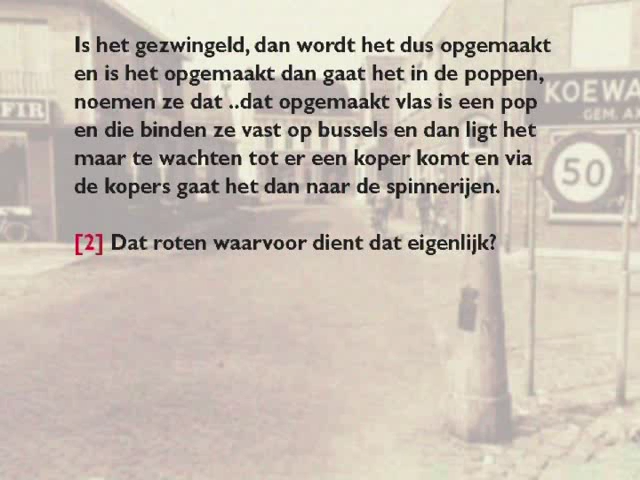 Is het gezwingeld, dan wordt het dus opgemaakt
en is het opgemaakt dan gaat het in de poppen,
noemen ze dat ..dat opgemaakt vlas is een pop
en die binden ze vast op bussels en dan ligt het
maar te wachten tot er een koper komt en via
de kopers gaat het dan naar de spinnerijen.
[2] Dat roten waarvoor dient dat eigenlijk?
FIR
KOEWA
GEM. A
50